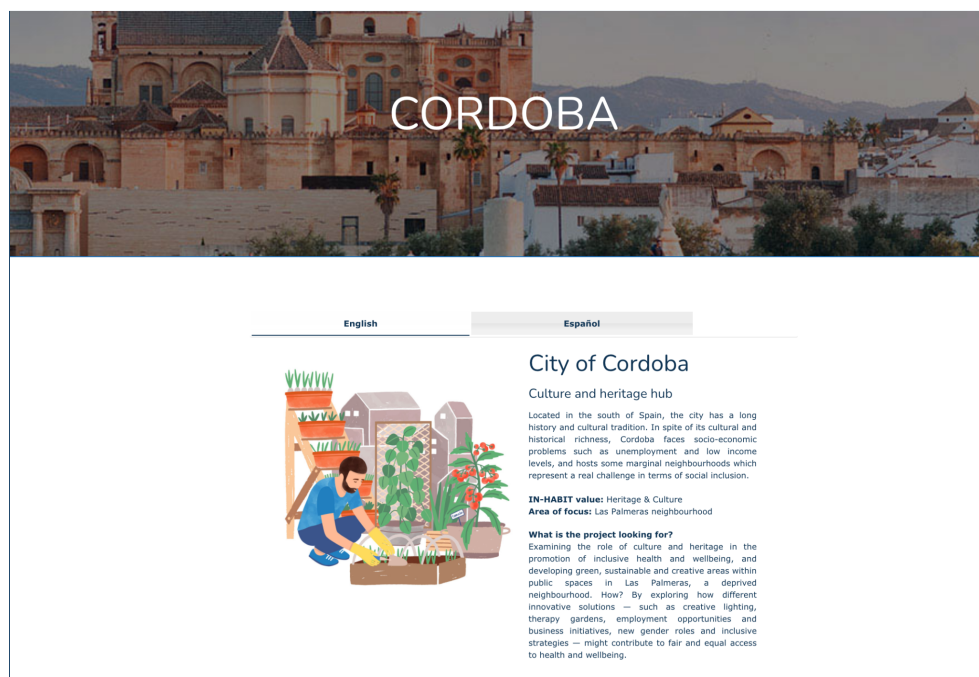 CORDOBA
English
Español
City of Cordoba
Culture and heritage hub
Located in the south of Spain, the city has a long
history and cultural tradition. In spite of its cultural and
historical richness, Cordoba faces socio-economic
problems such as unemployment and low income
levels, and hosts some marginal neighbourhoods which
represent a real challenge in terms of social inclusion.
IN-HABIT value: Heritage & Culture
Area of focus: Las Palmeras neighbourhood
What is the project looking for?
Examining the role of culture and heritage in the
promotion of inclusive health and wellbeing, and
developing green, sustainable and creative areas within
public spaces in Las Palmeras, a deprived
neighbourhood. How? By exploring how different
innovative solutions — such as creative lighting,
therapy gardens, employment opportunities and
business initiatives, new gender roles and inclusive
strategies — might contribute to fair and equal access
to health and wellbeing.